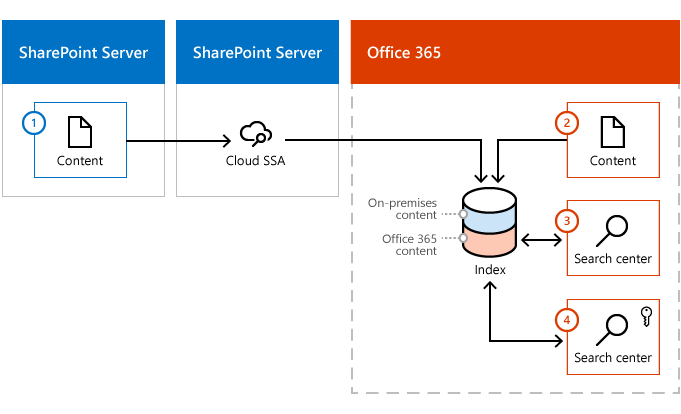 SharePoint Server
SharePoint Server
Office 365
1
Content
Cloud SSA
2
Content
On-premises
content
Office 365
content
Index
3
Search center
4
Search center